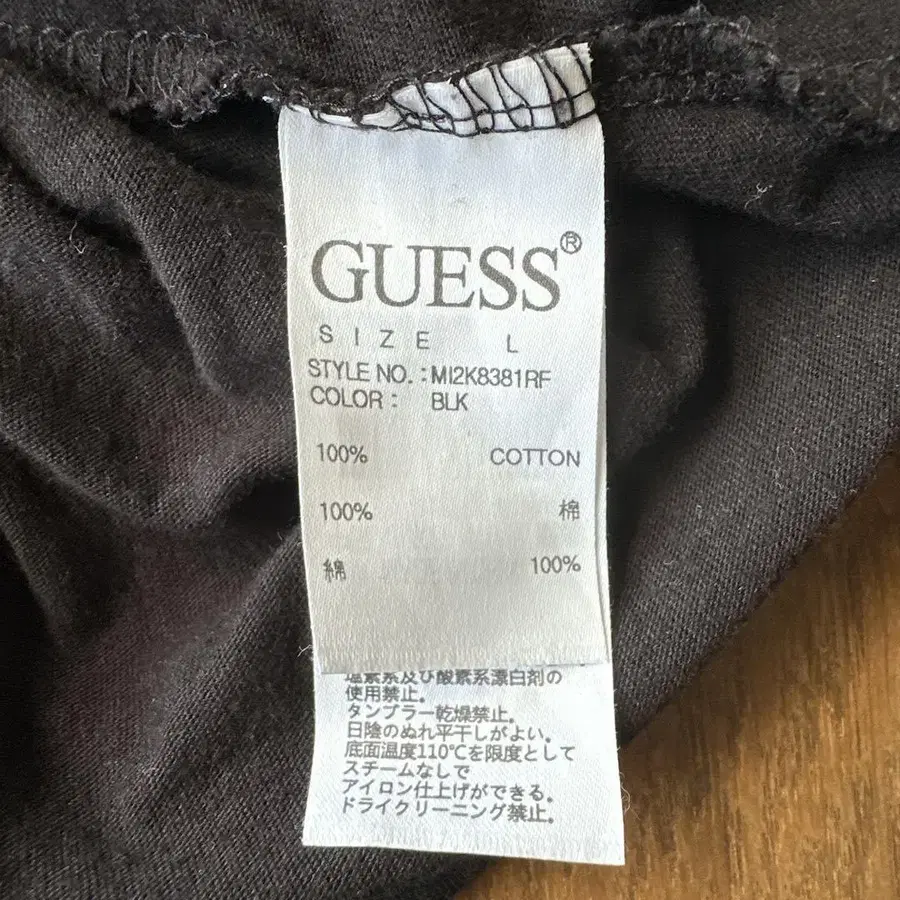 GUESS®
SIZE L
STYLE NO.：MI2K8381RF
COLOR： BLK
100% COTTON
100% 棉
綿 100%
塩素系及び酸素系漂白剤の
使用禁止。
タンブラー乾燥禁止。
日陰のぬれ平干しがよい。
底面温度110℃を限度として
スチームなしで
アイロン仕上げができる。
ドライクリーニング禁止。